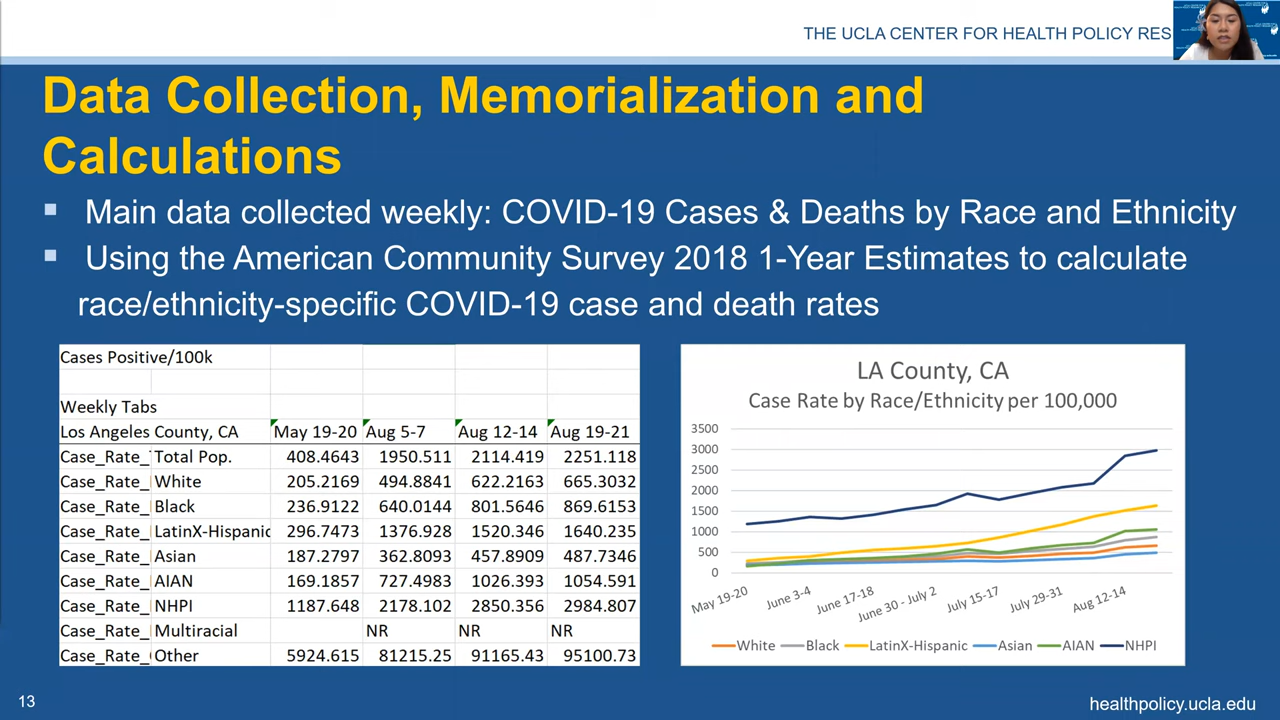 THE UCLA CENTER FOR HEALTH POLICY RES
Data Collection, Memorialization and
Calculations
▪ Main data collected weekly: COVID-19 Cases & Deaths by Race and Ethnicity
▪ Using the American Community Survey 2018 1-Year Estimates to calculate
race/ethnicity-specific COVID-19 case and death rates
Cases Positive/100k
Weekly Tabs
Los Angeles County, CA May 19-20 Aug 5-7 Aug 12-14 Aug 19-21
Case_Rate_ Total Pop. 408.4643 1950.511 2114.419 2251.118
Case_Rate_ White 205.2169 494.8841 622.2163 665.3032
Case_Rate_ Black 236.9122 640.0144 801.5646 869.6153
Case_Rate_ LatinX-Hispanic 296.7473 1376.928 1520.346 1640.235
Case_Rate_ Asian 187.2797 362.8093 457.8909 487.7346
Case_Rate_ AIAN 169.1857 727.4983 1026.393 1054.591
Case_Rate_ NHPI 1187.648 2178.102 2850.356 2984.807
Case_Rate_ Multiracial NR NR NR
Case_Rate_ Other 5924.615 81215.25 91165.43 95100.73
LA County, CA
Case Rate by Race/Ethnicity per 100,000
3500
3000
2500
2000
1500
1000
500
0
May 19-20 June 3-4 June 17-18 June 30 - July 2 July 15-17 July 29-31 Aug 12-14
White Black LatinX-Hispanic Asian AIAN NHPI
13
healthpolicy.ucla.edu